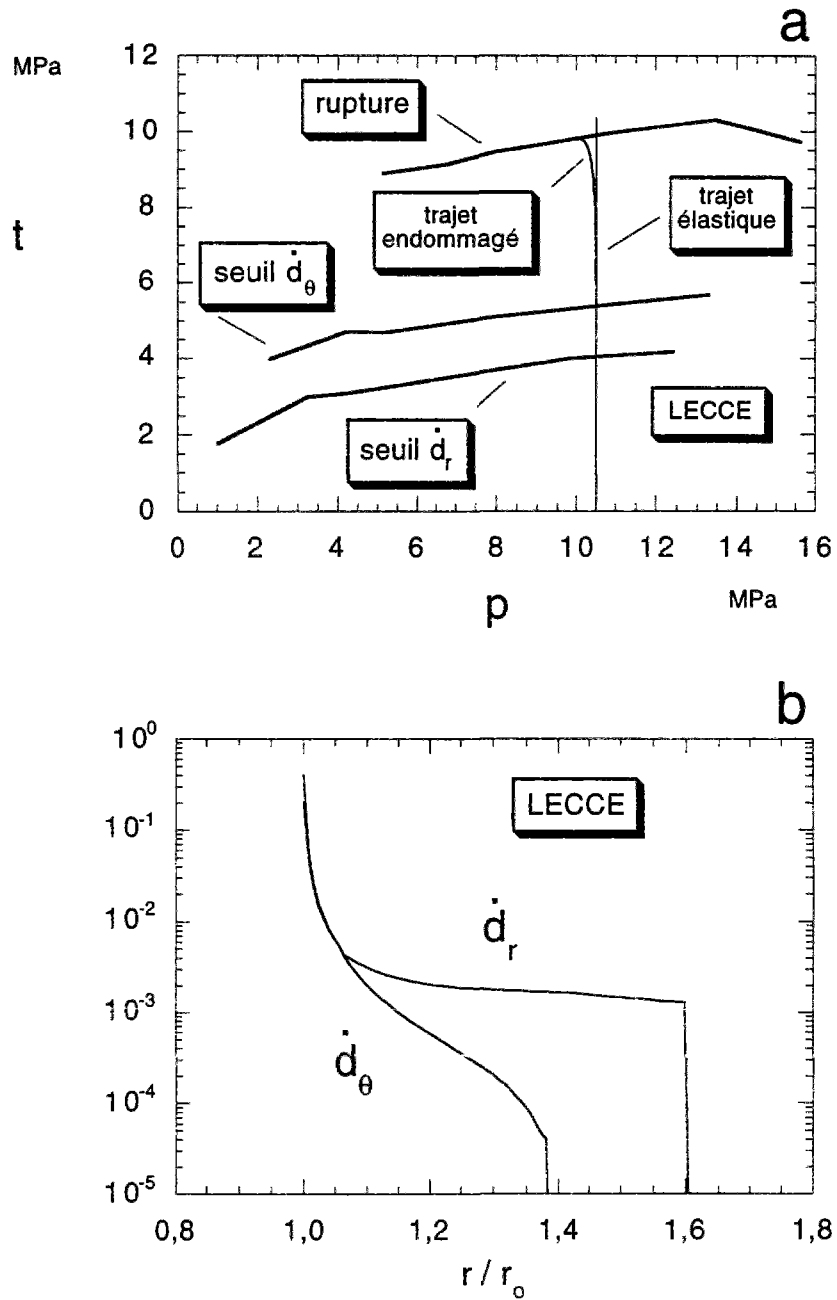 a
MPa
12
10
8
6
4
2
0
t
rupture
trajet
endommagé
trajet
élastique
seuil ḋθ
seuil ḋr
LECCE
0 2 4 6 8 10 12 14 16
p
MPa
b
10⁰
10⁻¹
10⁻²
10⁻³
10⁻⁴
10⁻⁵
LECCE
ḋr
ḋθ
0,8 1,0 1,2 1,4 1,6 1,8
r / ro